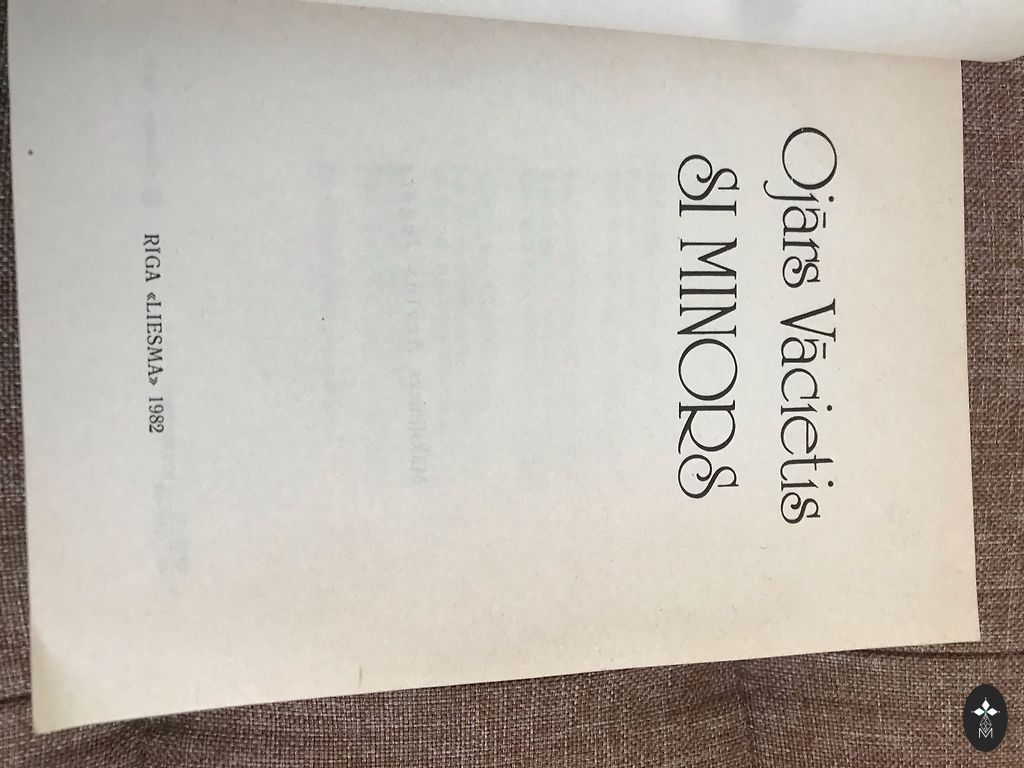 Ojārs Vācietis
SI MINORS
RĪGA «LIESMA» 1982